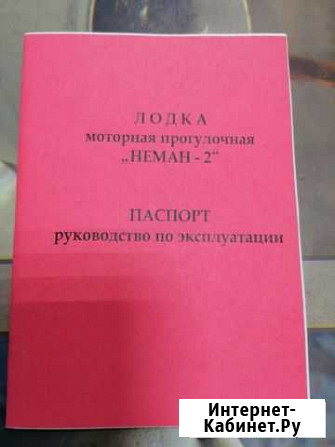 ЛОДКА
моторная прогулочная
„НЕМАН - 2“
ПАСПОРТ
руководство по эксплуатации
Интернет-
Кабинет.Ру